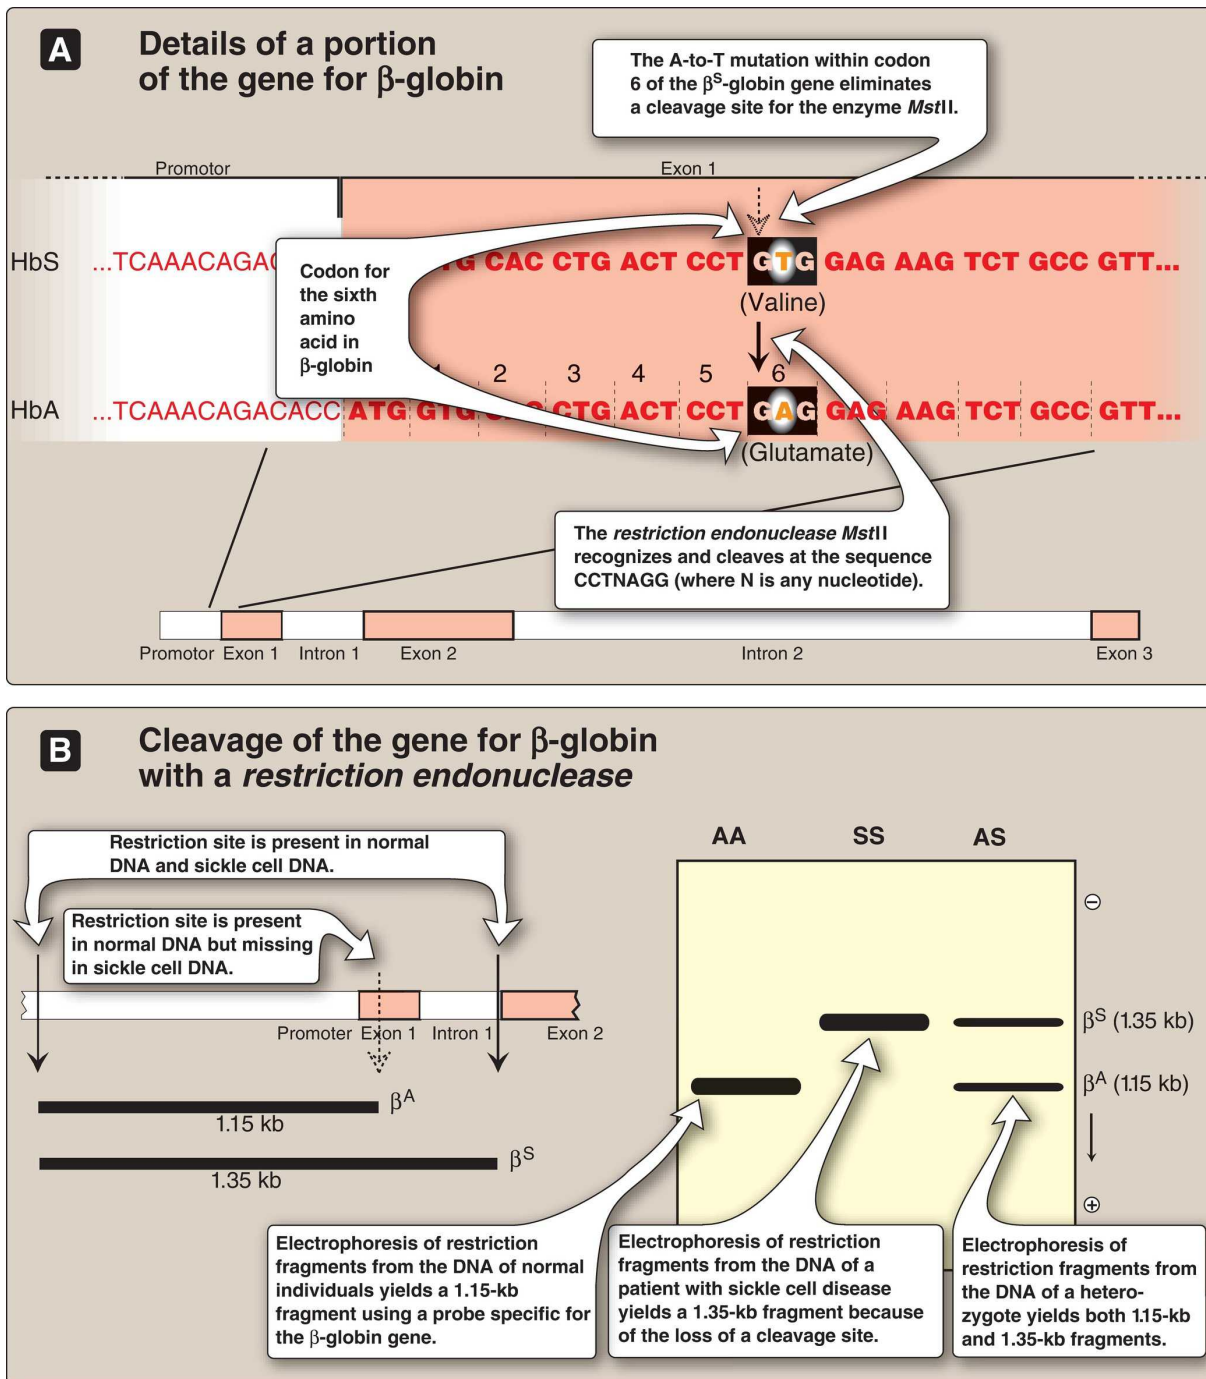 A
Details of a portion
of the gene for β-globin
The A-to-T mutation within codon
6 of the βS-globin gene eliminates
a cleavage site for the enzyme MstII.
Promotor
Exon 1
HbS ...TCAAACAGAC TG CAC CTG ACT CCT GTG GAG AAG TCT GCC GTT...
(Valine)
Codon for
the sixth
amino
acid in
β-globin
2 3 4 5 6
HbA ...TCAAACAGACACC ATG GTG CAC CTG ACT CCT GAG GAG AAG TCT GCC GTT...
(Glutamate)
The restriction endonuclease MstII
recognizes and cleaves at the sequence
CCTNAGG (where N is any nucleotide).
Promotor Exon 1 Intron 1 Exon 2 Intron 2 Exon 3
B
Cleavage of the gene for β-globin
with a restriction endonuclease
Restriction site is present in normal
DNA and sickle cell DNA.
Restriction site is present
in normal DNA but missing
in sickle cell DNA.
Promoter Exon 1 Intron 1 Exon 2
βA
1.15 kb
βS
1.35 kb
AA SS AS
−
βS (1.35 kb)
βA (1.15 kb)
+
Electrophoresis of restriction
fragments from the DNA of normal
individuals yields a 1.15-kb
fragment using a probe specific for
the β-globin gene.
Electrophoresis of restriction
fragments from the DNA of a
patient with sickle cell disease
yields a 1.35-kb fragment because
of the loss of a cleavage site.
Electrophoresis of
restriction fragments from
the DNA of a hetero-
zygote yields both 1.15-kb
and 1.35-kb fragments.